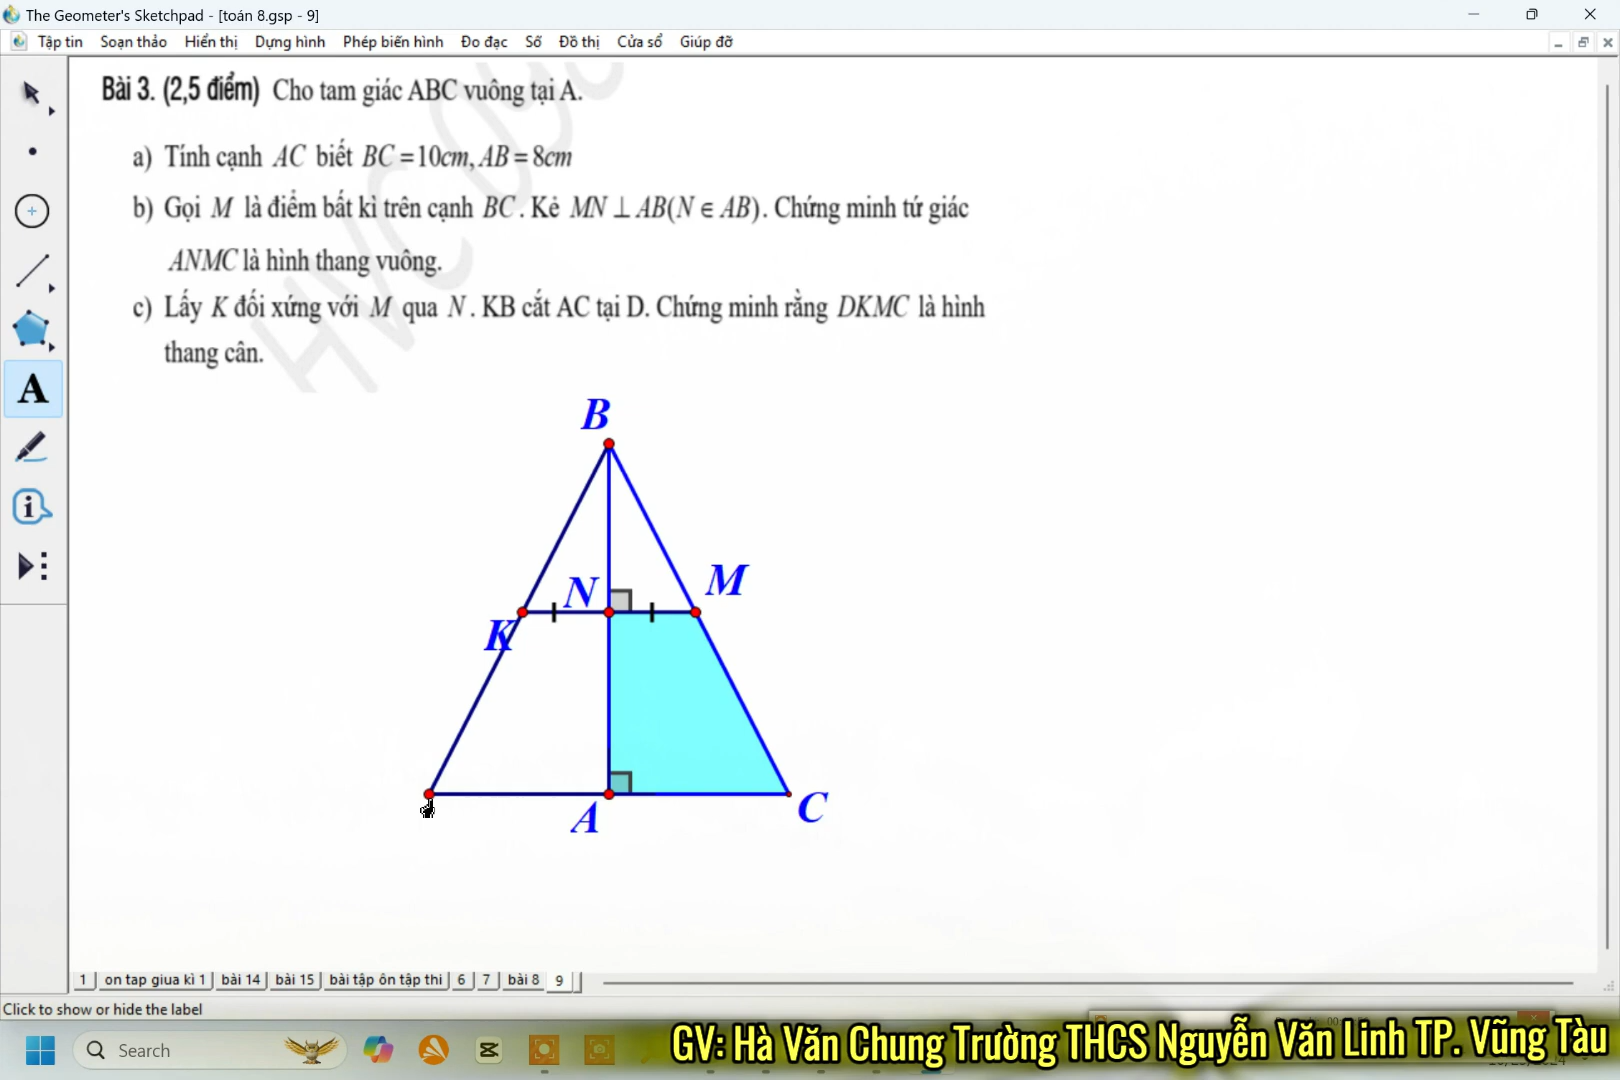 The Geometer's Sketchpad - [toán 8.gsp - 9]
Tập tin Soạn thảo Hiển thị Dựng hình Phép biến hình Đo đạc Số Đồ thị Cửa sổ Giúp đỡ
Bài 3. (2,5 điểm) Cho tam giác ABC vuông tại A.
a) Tính cạnh AC biết BC = 10cm, AB = 8cm
b) Gọi M là điểm bất kì trên cạnh BC. Kẻ MN ⊥ AB(N ∈ AB). Chứng minh tứ giác
ANMC là hình thang vuông.
c) Lấy K đối xứng với M qua N. KB cắt AC tại D. Chứng minh rằng DKMC là hình
thang cân.
B
N
M
K
A
C
A
1 on tap giua kì 1 bài 14 bài 15 bài tập ôn tập thi 6 7 bài 8 9
Click to show or hide the label
Search
GV: Hà Văn Chung Trường THCS Nguyễn Văn Linh TP. Vũng Tàu